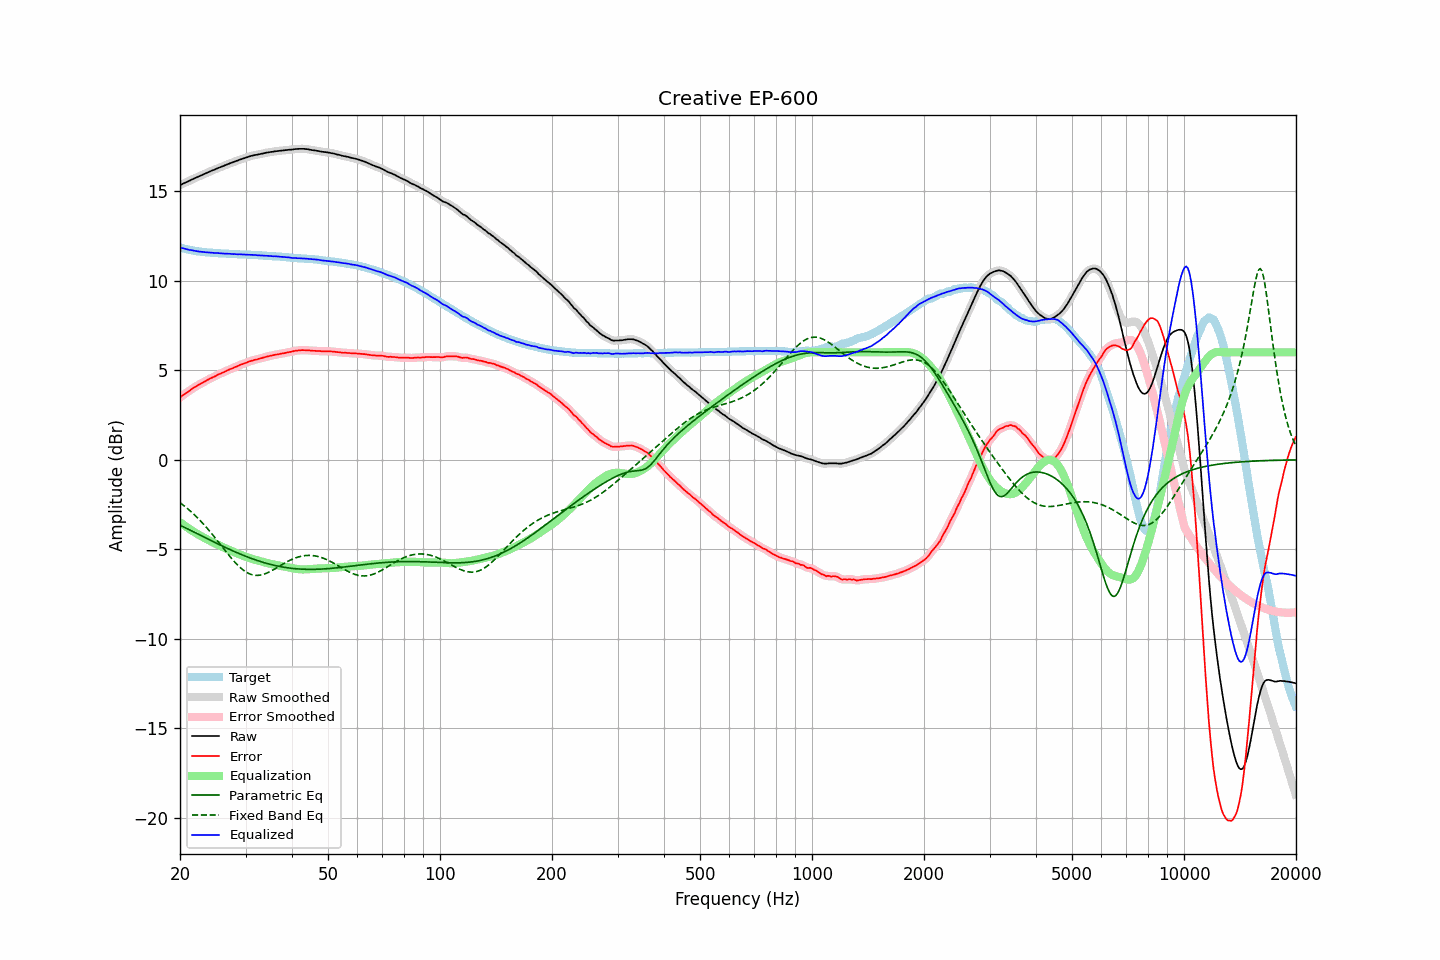 Creative EP-600
Amplitude (dBr)
15
10
5
0
−5
−10
−15
−20
Target
Raw Smoothed
Error Smoothed
Raw
Error
Equalization
Parametric Eq
Fixed Band Eq
Equalized
20 50 100 200 500 1000 2000 5000 10000 20000
Frequency (Hz)